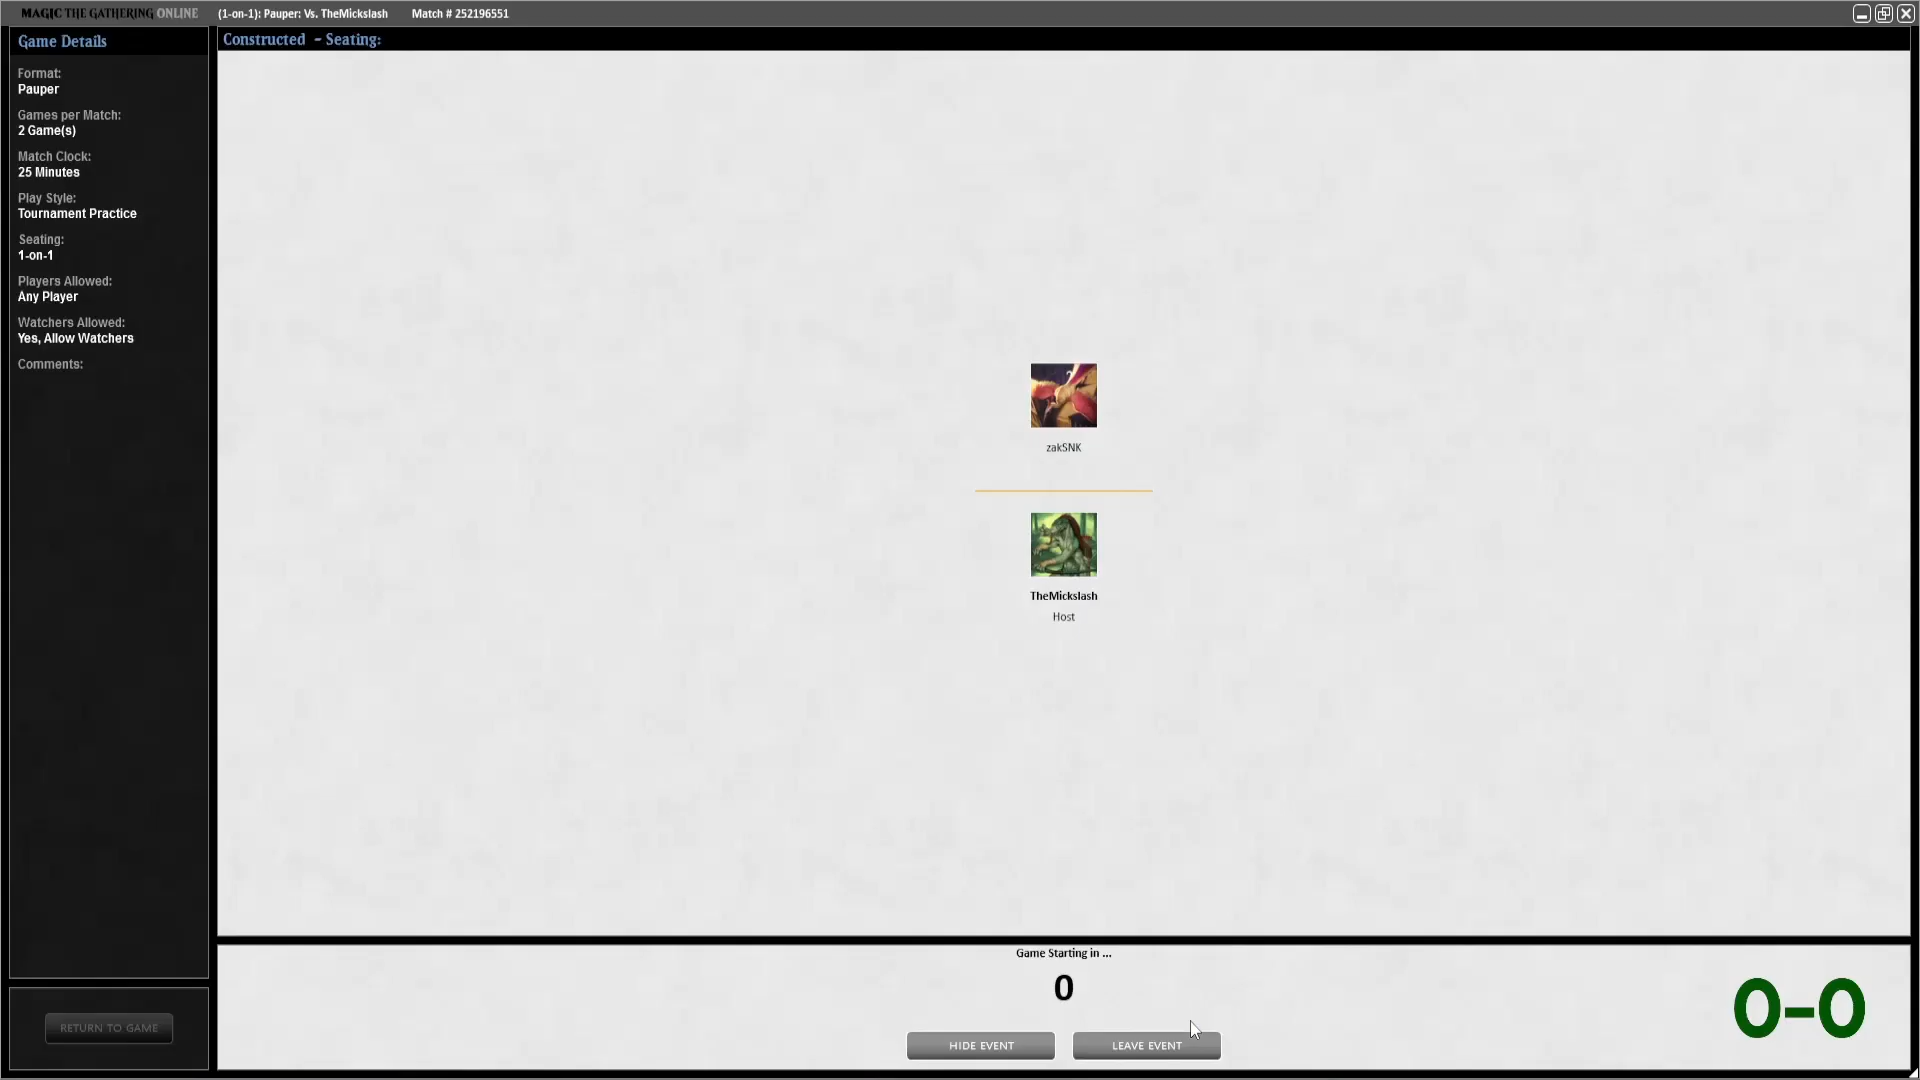 MAGIC THE GATHERING ONLINE (1-on-1): Pauper: Vs. TheMickslash Match # 252196551
Game Details
Constructed - Seating:
Format:
Pauper
Games per Match:
2 Game(s)
Match Clock:
25 Minutes
Play Style:
Tournament Practice
Seating:
1-on-1
Players Allowed:
Any Player
Watchers Allowed:
Yes, Allow Watchers
Comments:
zakSNK
TheMickslash
Host
Game Starting in ...
0
0-0
RETURN TO GAME
HIDE EVENT
LEAVE EVENT